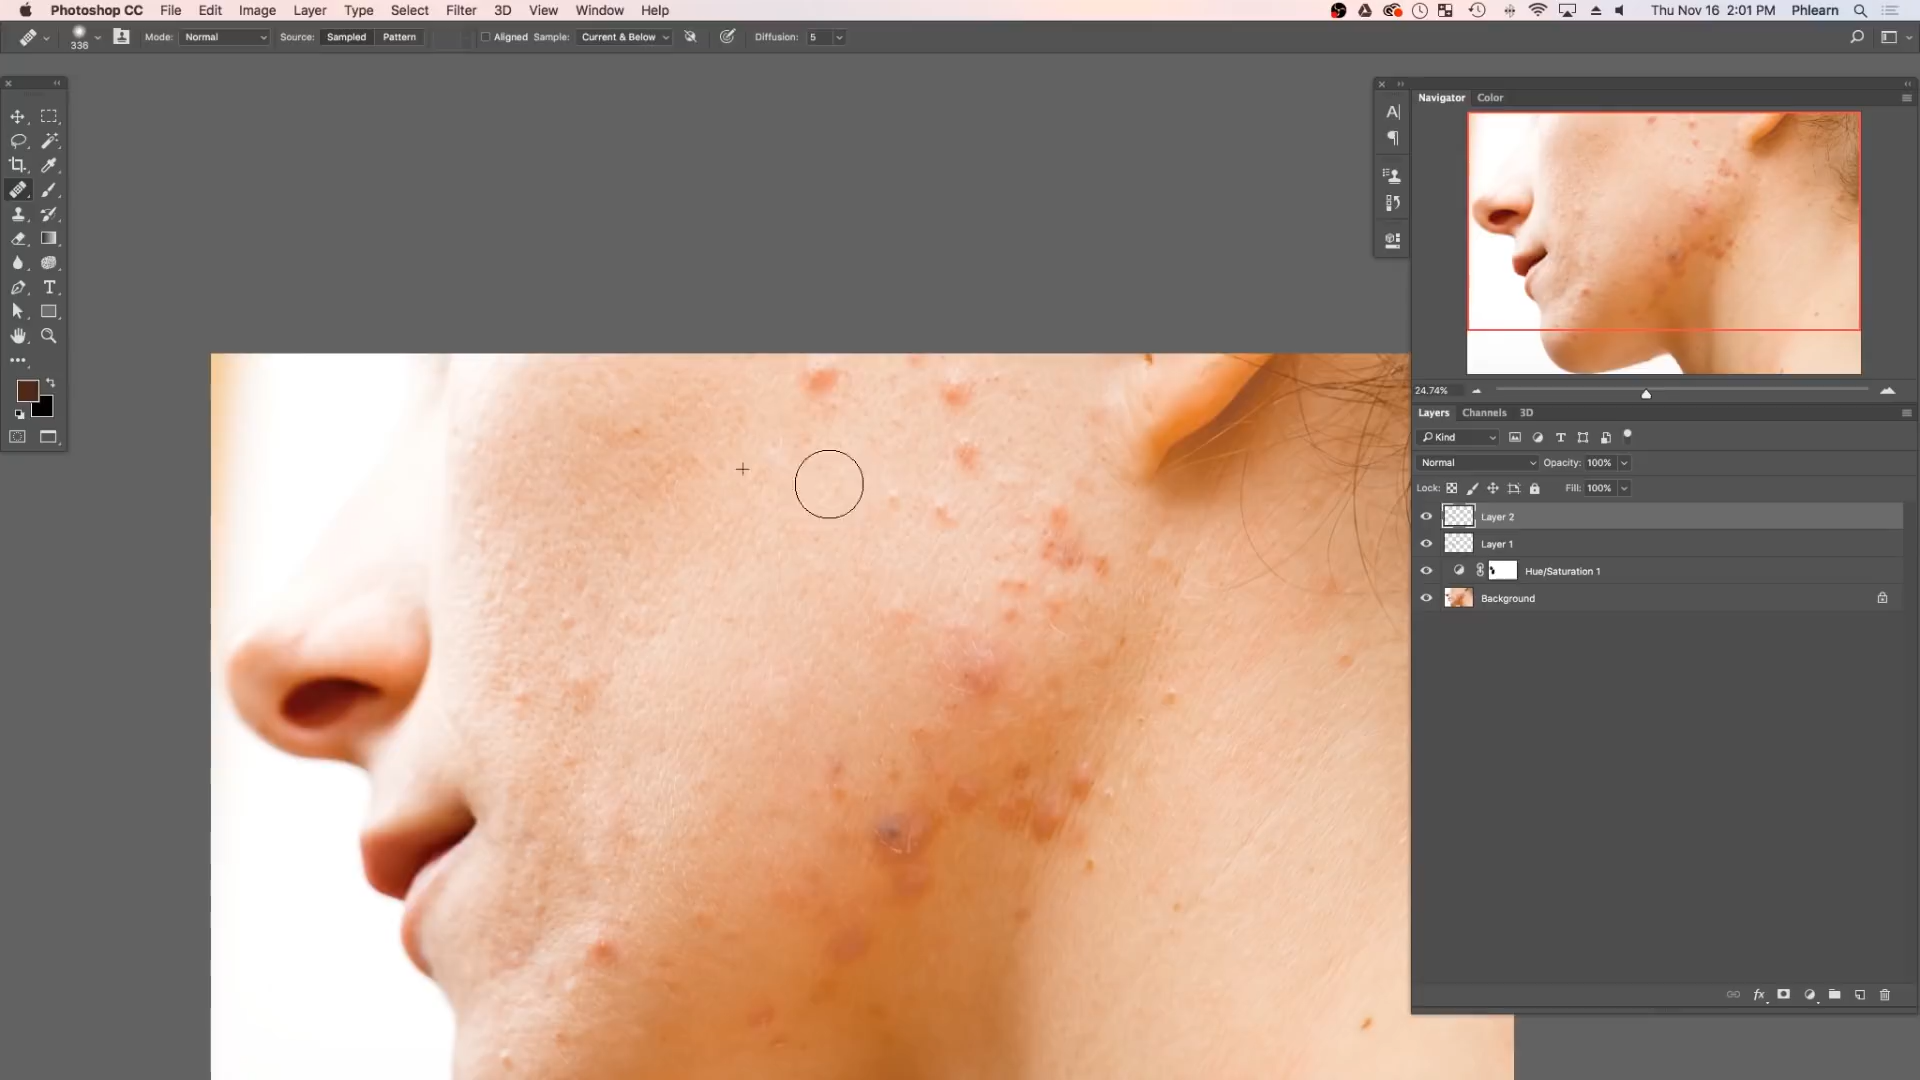 Photoshop CC File Edit Image Layer Type Select Filter 3D View Window Help Thu Nov 16 2:01 PM Phlearn
336 Mode: Normal Source: Sampled Pattern Aligned Sample: Current & Below Diffusion: 5
Navigator Color
24.74%
Layers Channels 3D
Kind
Normal Opacity: 100%
Lock: Fill: 100%
Layer 2
Layer 1
Hue/Saturation 1
Background